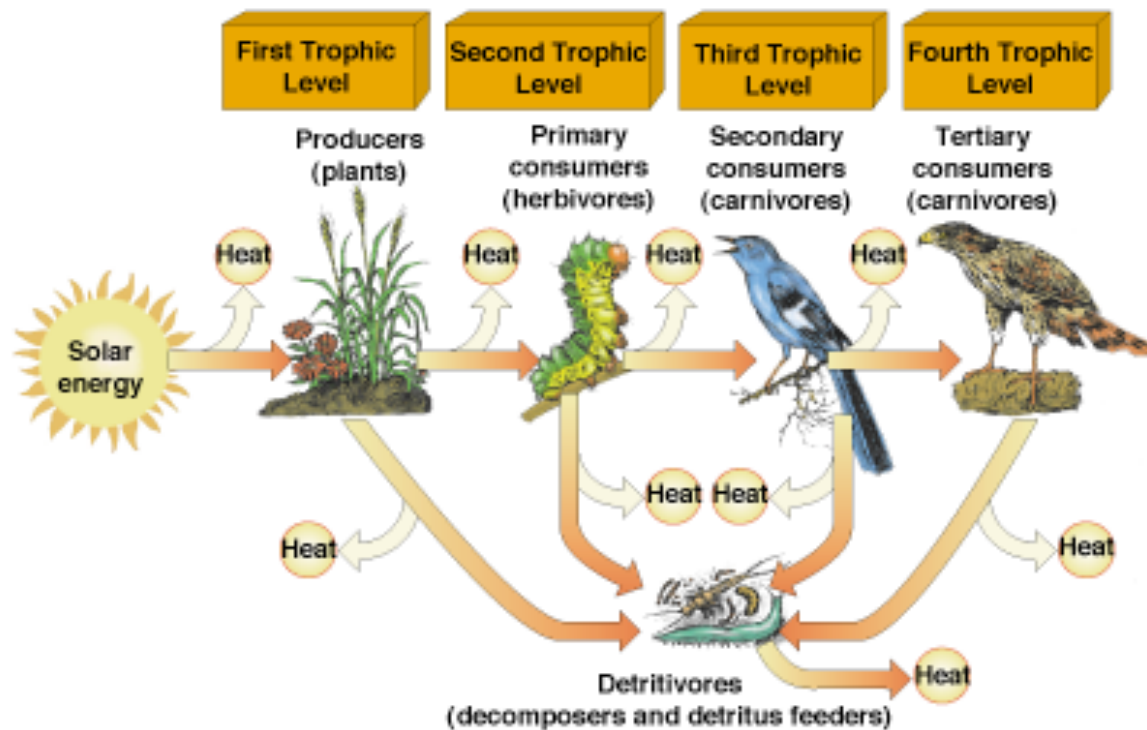 First Trophic
Level
Second Trophic
Level
Third Trophic
Level
Fourth Trophic
Level
Producers
(plants)
Primary
consumers
(herbivores)
Secondary
consumers
(carnivores)
Tertiary
consumers
(carnivores)
Heat
Heat
Heat
Heat
Solar
energy
Heat
Heat
Heat
Heat
Heat
Detritivores
(decomposers and detritus feeders)